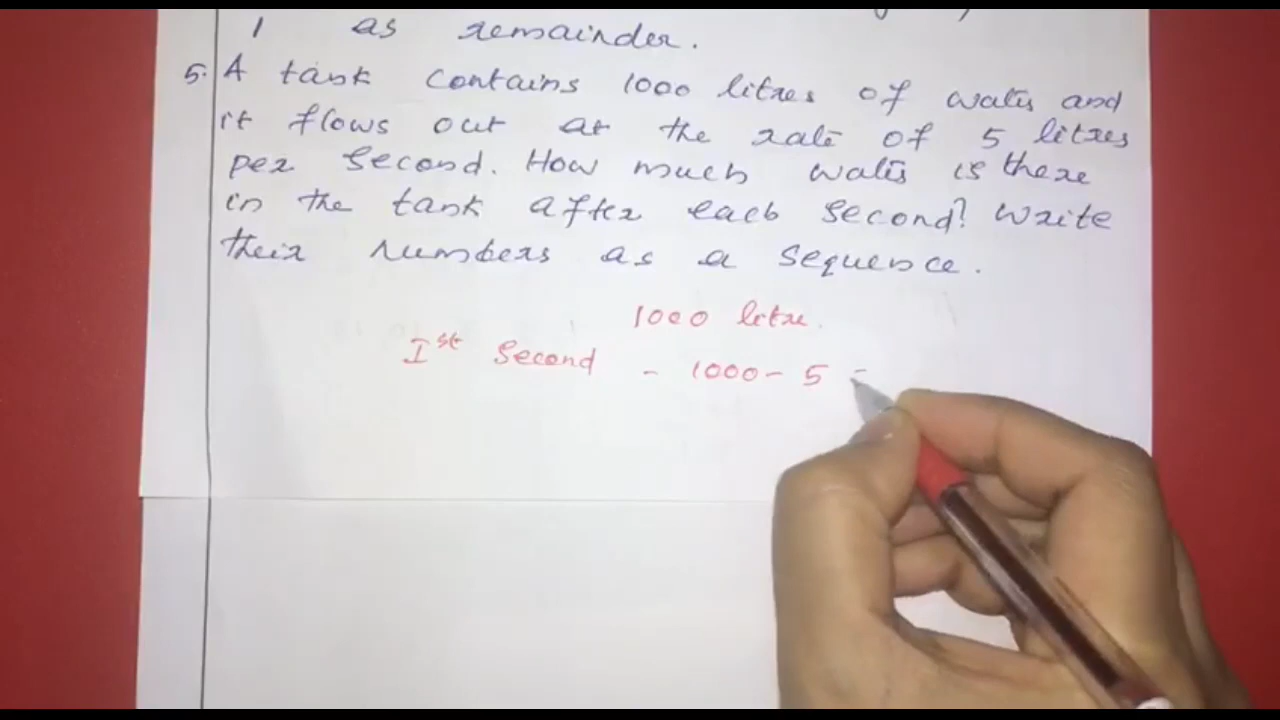 1 as remainder.
5. A tank contains 1000 litres of water and
it flows out at the rate of 5 litres
per second. How much water is there
in the tank after each second? Write
their numbers as a sequence.
1000 litre.
Ist Second - 1000 - 5 =